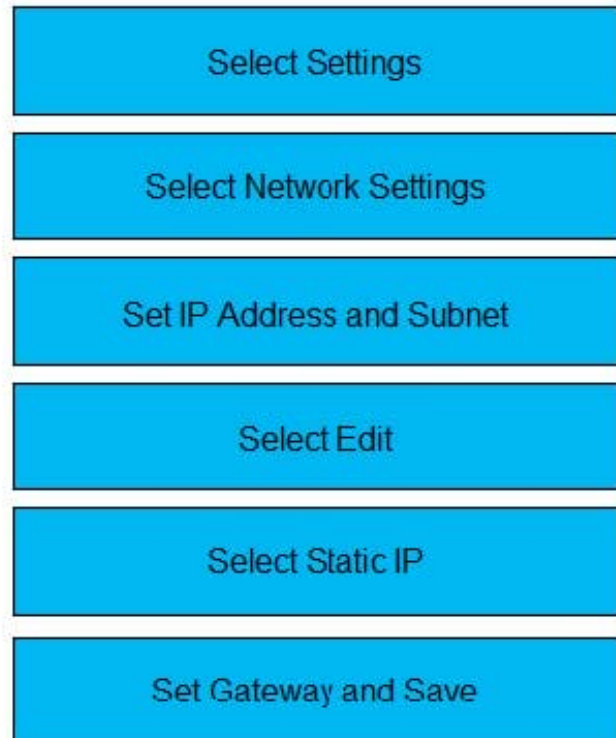 Select Settings
Select Network Settings
Set IP Address and Subnet
Select Edit
Select Static IP
Set Gateway and Save